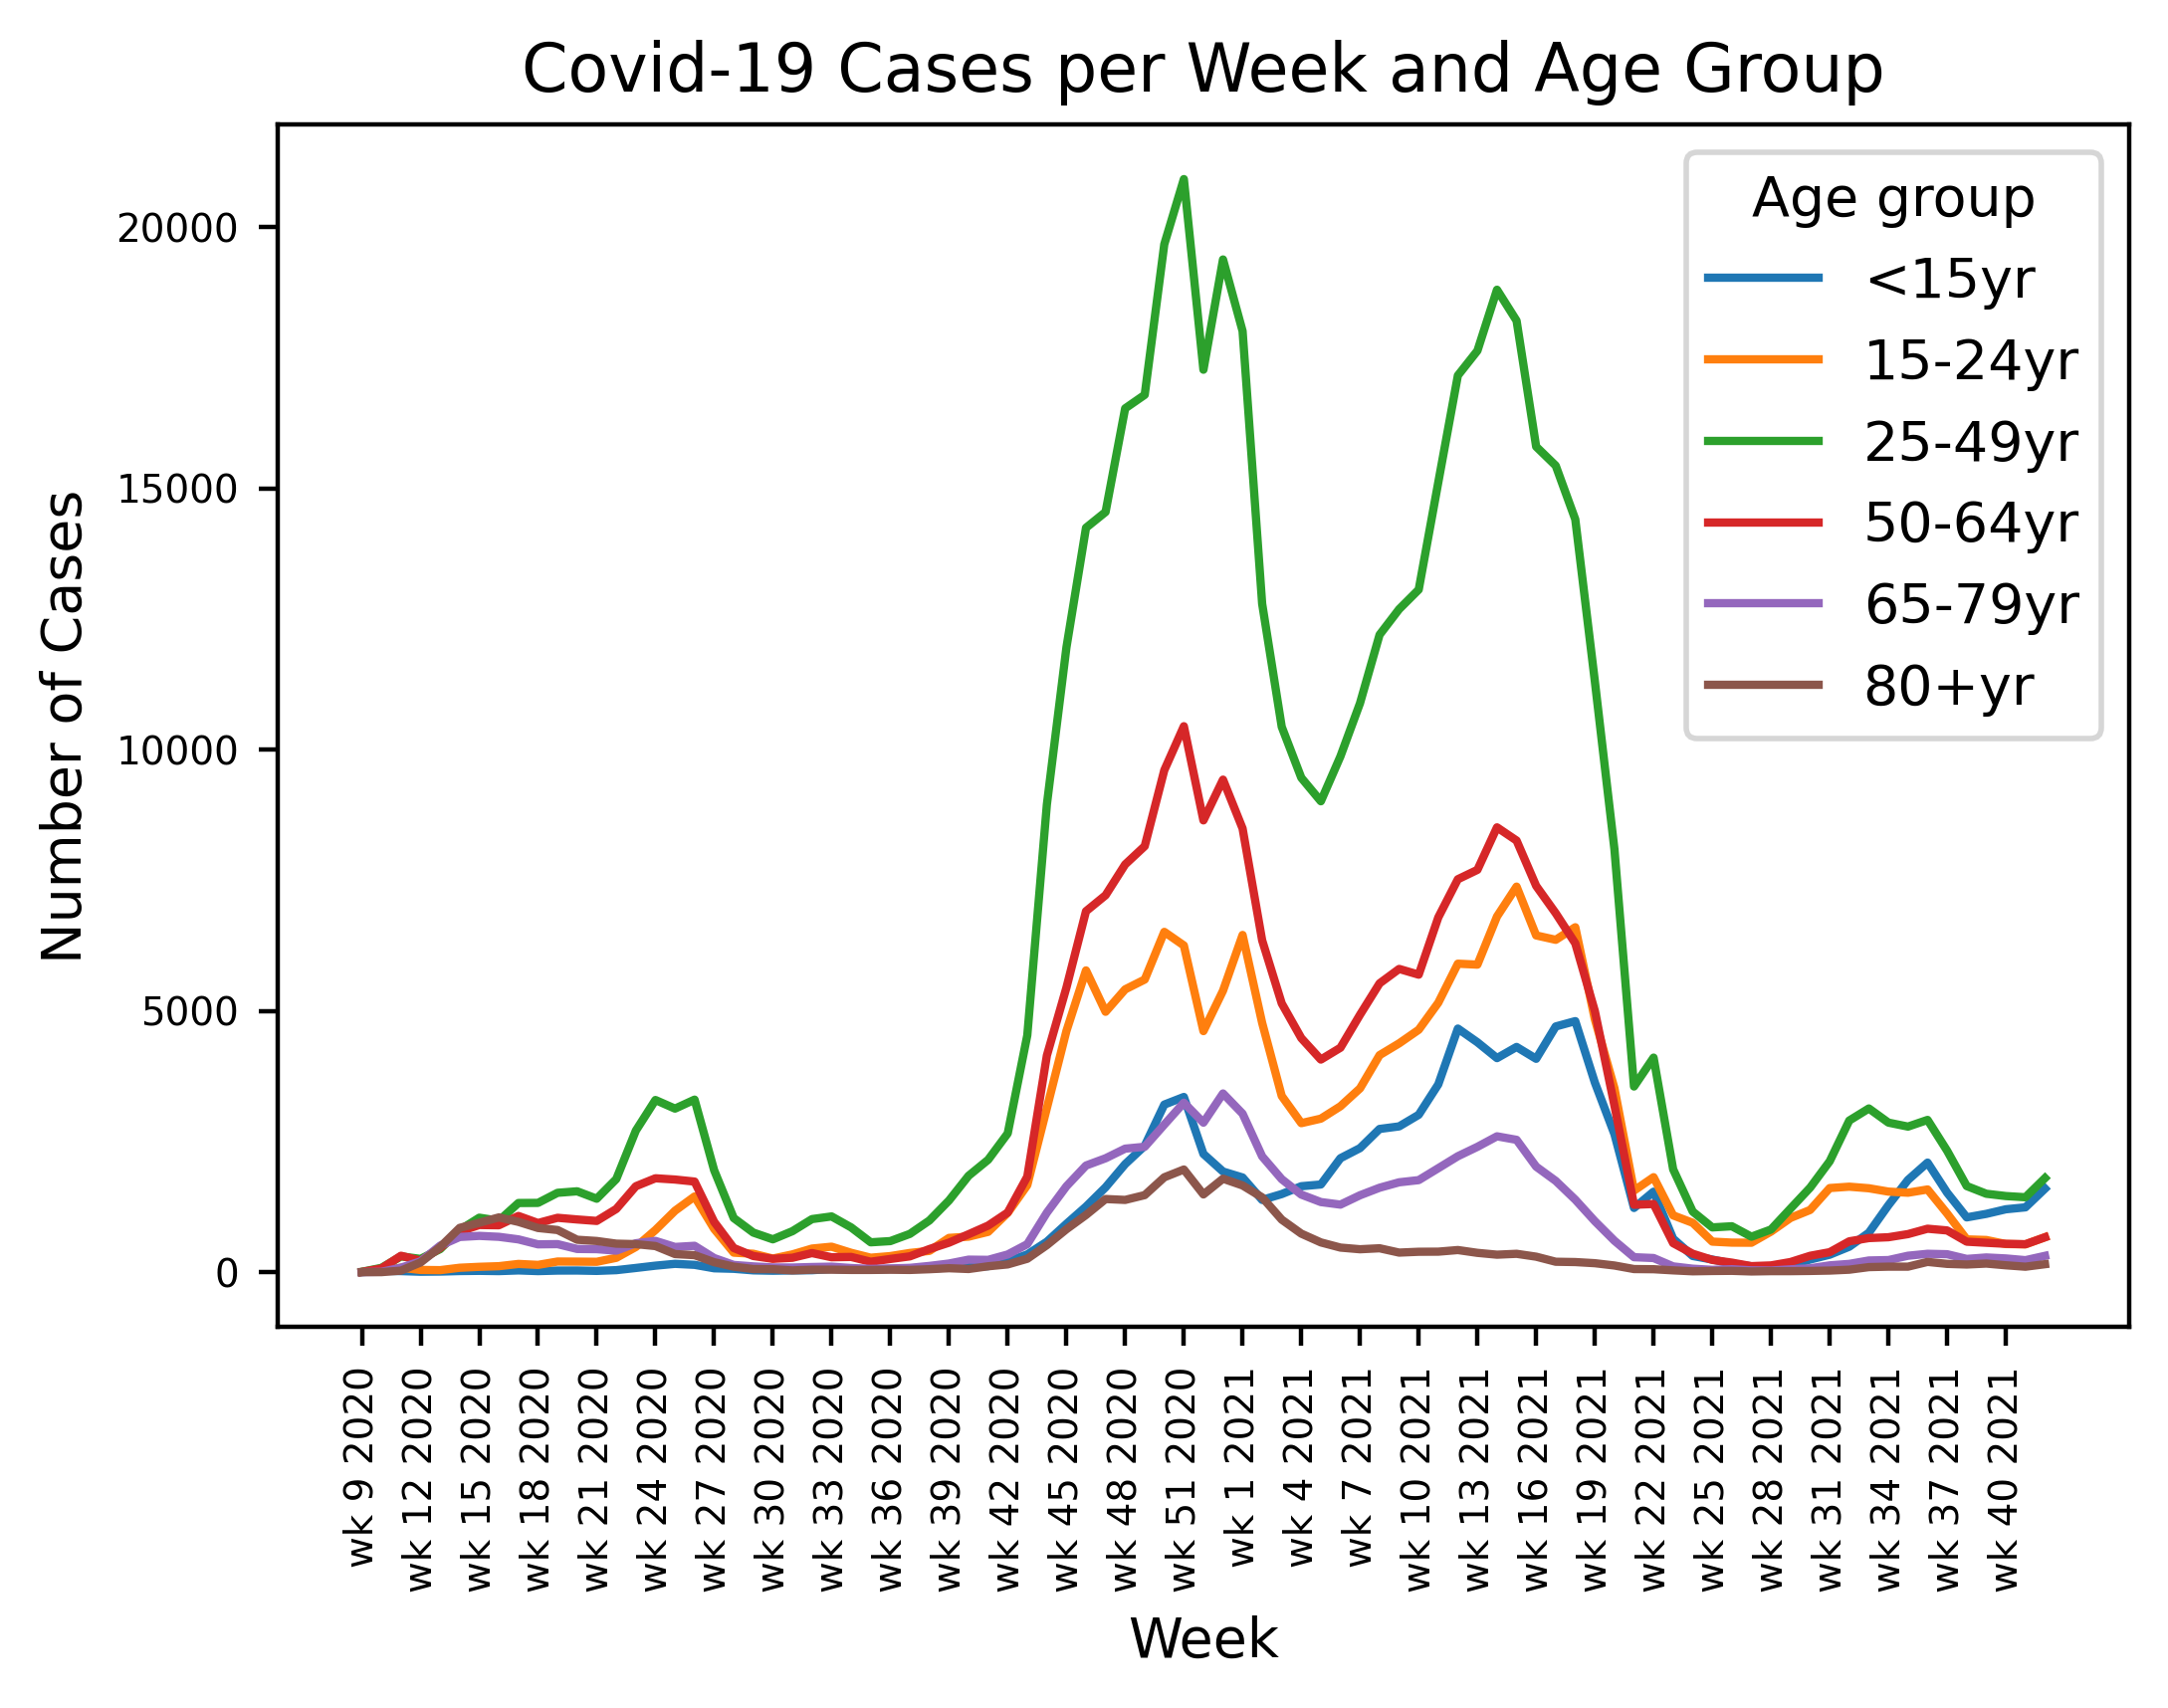 Covid-19 Cases per Week and Age Group
Number of Cases
20000
15000
10000
5000
0
Age group
<15yr
15-24yr
25-49yr
50-64yr
65-79yr
80+yr
wk 9 2020
wk 12 2020
wk 15 2020
wk 18 2020
wk 21 2020
wk 24 2020
wk 27 2020
wk 30 2020
wk 33 2020
wk 36 2020
wk 39 2020
wk 42 2020
wk 45 2020
wk 48 2020
wk 51 2020
wk 1 2021
wk 4 2021
wk 7 2021
wk 10 2021
wk 13 2021
wk 16 2021
wk 19 2021
wk 22 2021
wk 25 2021
wk 28 2021
wk 31 2021
wk 34 2021
wk 37 2021
wk 40 2021
Week